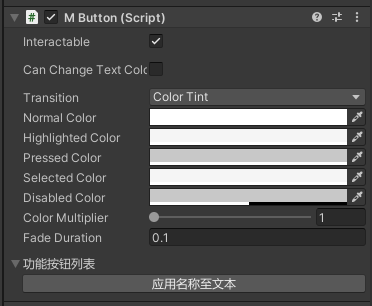 M Button (Script)
Interactable
Can Change Text Colo
Transition Color Tint
Normal Color
Highlighted Color
Pressed Color
Selected Color
Disabled Color
Color Multiplier 1
Fade Duration 0.1
功能按钮列表
应用名称至文本